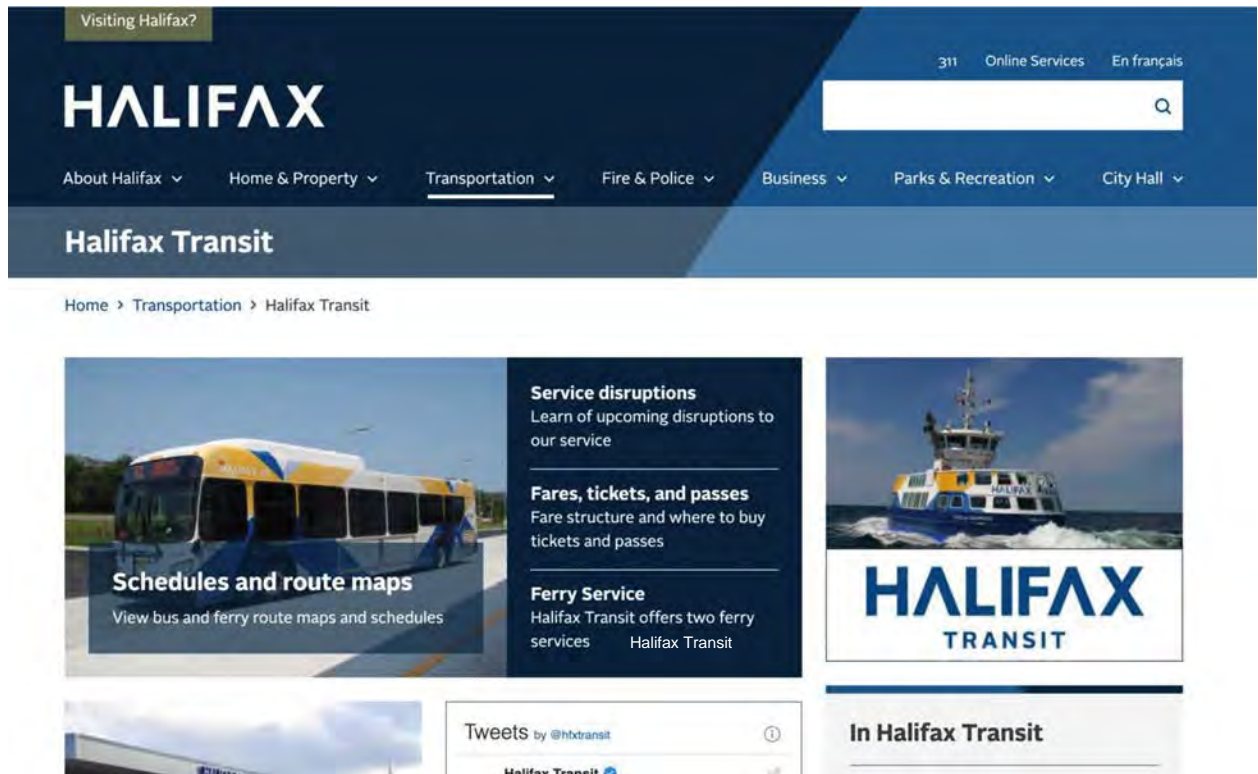 Visiting Halifax?
311 Online Services En français
HALIFAX
About Halifax Home & Property Transportation Fire & Police Business Parks & Recreation City Hall
Halifax Transit
Home > Transportation > Halifax Transit
Schedules and route maps
View bus and ferry route maps and schedules
Service disruptions
Learn of upcoming disruptions to
our service
Fares, tickets, and passes
Fare structure and where to buy
tickets and passes
Ferry Service
Halifax Transit offers two ferry
services Halifax Transit
HALIFAX
HALIFAX
TRANSIT
Tweets by @hfxtransit
Halifax Transit
In Halifax Transit